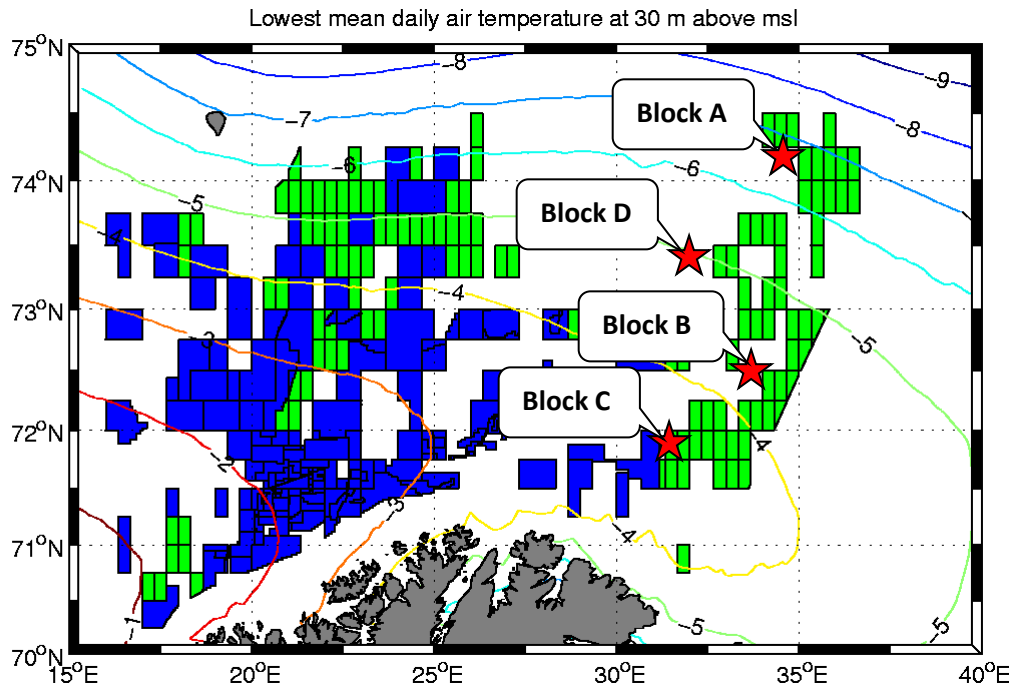 Lowest mean daily air temperature at 30 m above msl
75°N
−8
−9
−7
Block A
−8
−6
−6
74°N
−5
Block D
−4
−4
73°N
Block B
−5
−3
Block C
72°N
4
−2
−3
−4
71°N
−1
−5
−5
70°N
15°E
20°E
25°E
30°E
35°E
40°E